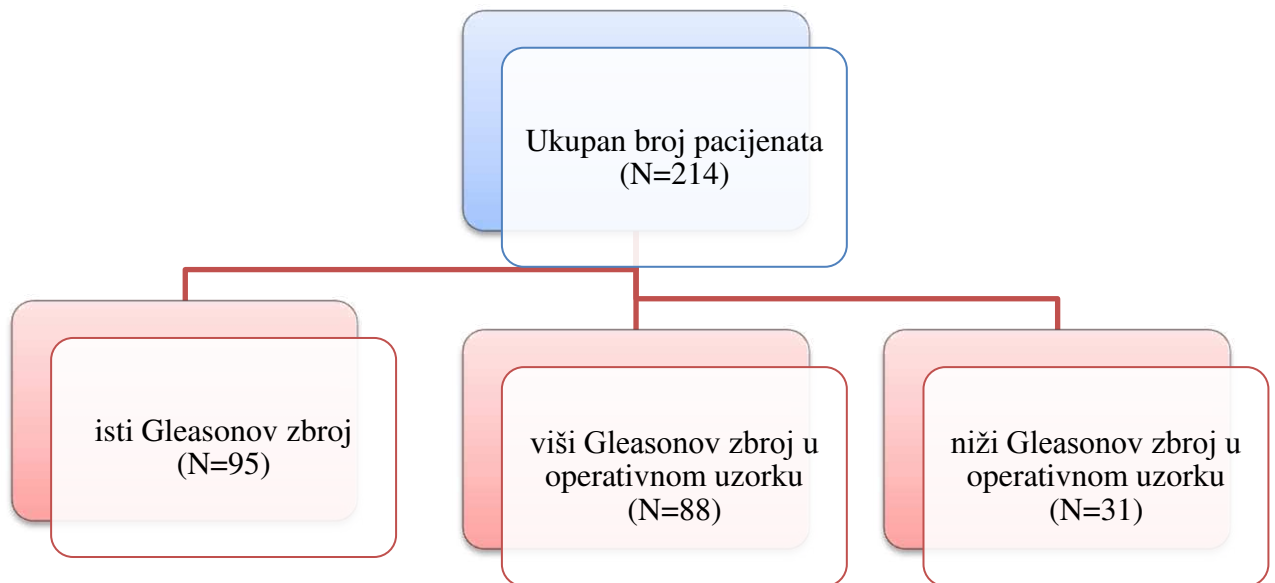 Ukupan broj pacijenata
(N=214)
isti Gleasonov zbroj
(N=95)
viši Gleasonov zbroj u
operativnom uzorku
(N=88)
niži Gleasonov zbroj u
operativnom uzorku
(N=31)